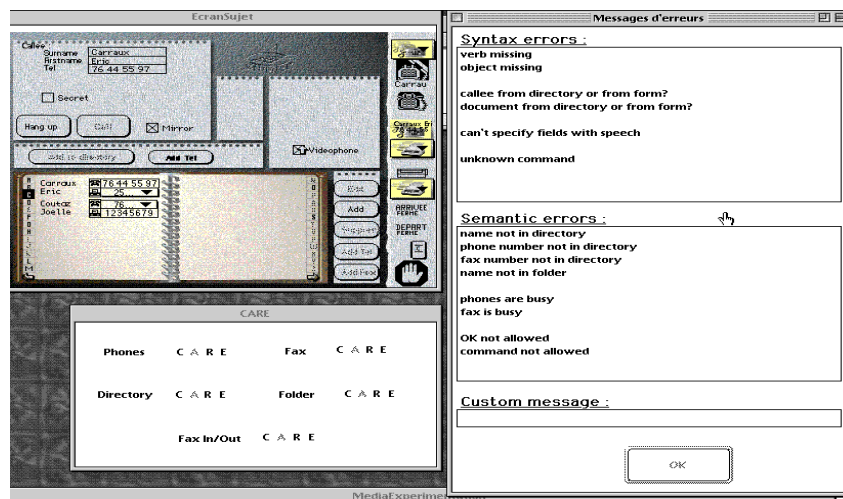 EcranSujet
Callee
Surname Carraux
Firstname Eric
Tel 76 44 55 97
Secret
Hang up Call Mirror
Add to directory Add Tel
Videophone
Carraux 76 44 55 97
Eric 25...
Coutaz 76...
Joelle 12345679
Edit
Add
Add Tel
Add Fax
Carrau
ARRIVEE
FERME
DEPART
FERME
CARE
Phones C A R E Fax C A R E
Directory C A R E Folder C A R E
Fax In/Out C A R E
Messages d'erreurs
Syntax errors :
verb missing
object missing
callee from directory or from form?
document from directory or from form?
can't specify fields with speech
unknown command
Semantic errors :
name not in directory
phone number not in directory
fax number not in directory
name not in folder
phones are busy
fax is busy
OK not allowed
command not allowed
Custom message :
OK